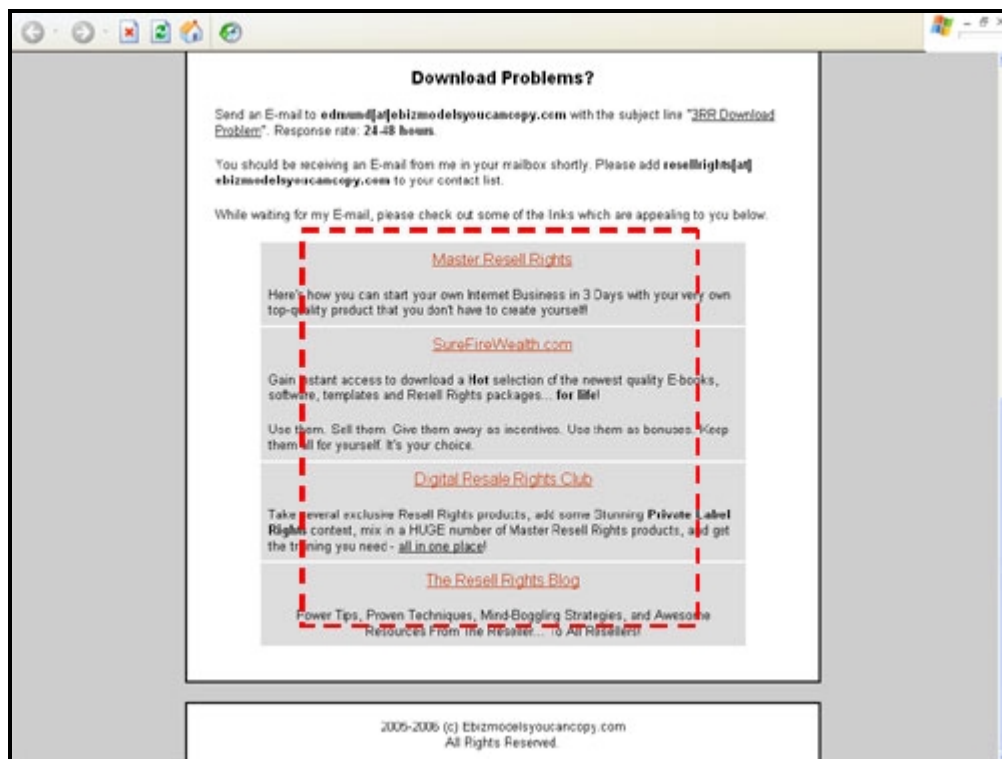 Download Problems?
Send an E-mail to edmund[at]ebizmodelsyoucancopy.com with the subject line "3RR Download
Problem". Response rate: 24-48 hours.
You should be receiving an E-mail from me in your mailbox shortly. Please add resellrights[at]
ebizmodelsyoucancopy.com to your contact list.
While waiting for my E-mail, please check out some of the links which are appealing to you below.
Master Resell Rights
Here's how you can start your own Internet Business in 3 Days with your very own
top-quality product that you don't have to create yourself!
SureFireWealth.com
Gain instant access to download a Hot selection of the newest quality E-books,
software, templates and Resell Rights packages... for life!
Use them. Sell them. Give them away as incentives. Use them as bonuses. Keep
them all for yourself. It's your choice.
Digital Resale Rights Club
Take several exclusive Resell Rights products, add some Stunning Private Label
Rights content, mix in a HUGE number of Master Resell Rights products, and get
the training you need - all in one place!
The Resell Rights Blog
Power Tips, Proven Techniques, Mind-Boggling Strategies, and Awesome
Resources From The Reseller... To All Resellers!
2005-2006 (c) Ebizmodelsyoucancopy.com
All Rights Reserved.